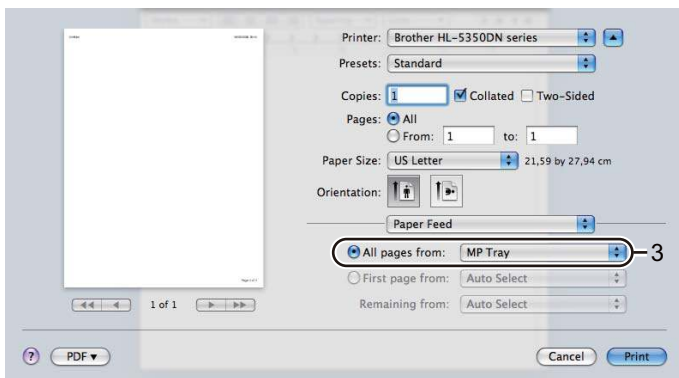 Printer: Brother HL-5350DN series
Presets: Standard
Copies: 1 Collated Two-Sided
Pages: All
From: 1 to: 1
Paper Size: US Letter 21,59 by 27,94 cm
Orientation:
Paper Feed
All pages from: MP Tray 3
First page from: Auto Select
Remaining from: Auto Select
1 of 1
? PDF Cancel Print